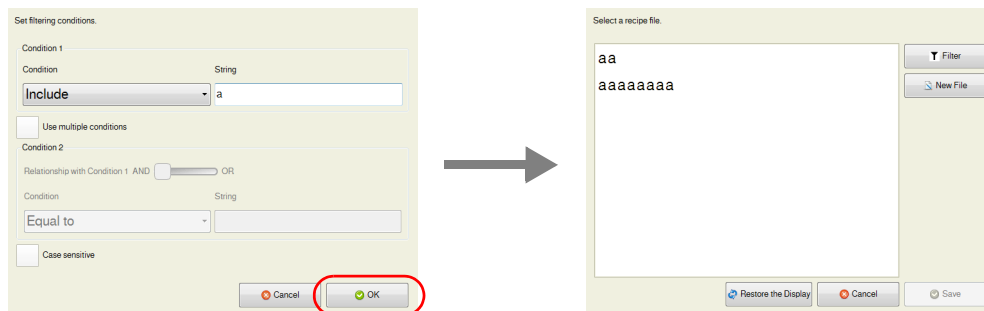 Set filtering conditions.
Condition 1
Condition String
Include a
Use multiple conditions
Condition 2
Relationship with Condition 1 AND OR
Condition String
Equal to
Case sensitive
Cancel OK
Select a recipe file.
aa
aaaaaaaa
Filter
New File
Restore the Display Cancel Save